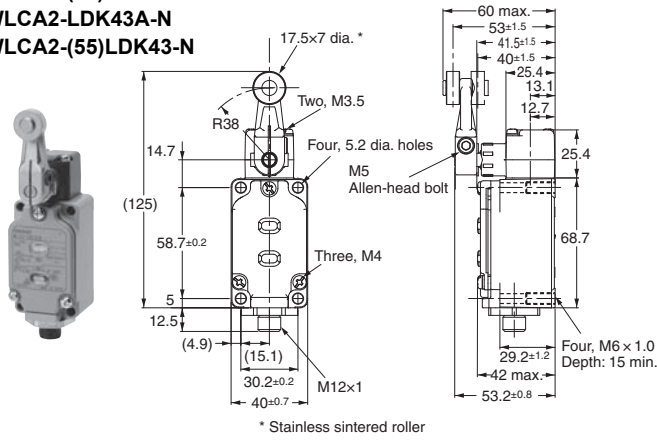 WLCA2-LDK43A-N
WLCA2-(55)LDK43-N
17.5×7 dia. *
Two, M3.5
R38
Four, 5.2 dia. holes
14.7
(125)
58.7±0.2
Three, M4
5
12.5
(4.9)
(15.1)
30.2±0.2
M12×1
40±0.7
60 max.
53±1.5
41.5±1.5
40±1.5
25.4
13.1
12.7
25.4
M5
Allen-head bolt
68.7
Four, M6 × 1.0
Depth: 15 min.
29.2±1.2
42 max.
53.2±0.8
* Stainless sintered roller